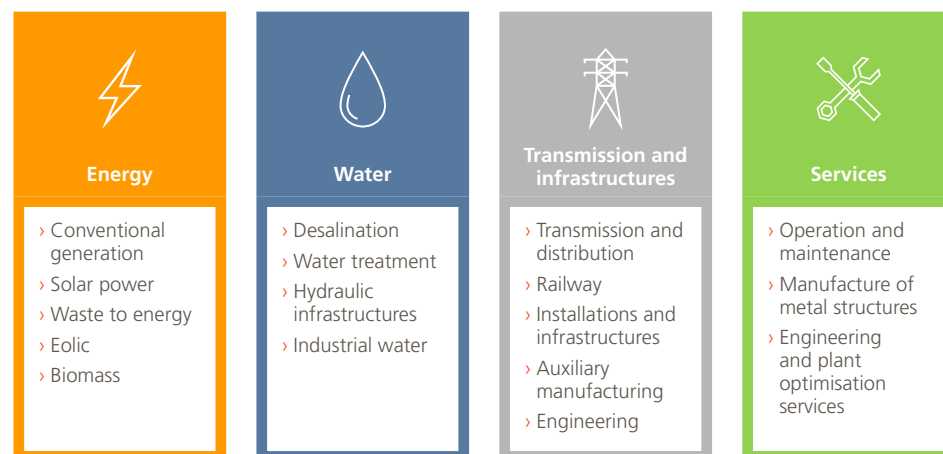 Energy
› Conventional
generation
› Solar power
› Waste to energy
› Eolic
› Biomass
Water
› Desalination
› Water treatment
› Hydraulic
infrastructures
› Industrial water
Transmission and
infrastructures
› Transmission and
distribution
› Railway
› Installations and
infrastructures
› Auxiliary
manufacturing
› Engineering
Services
› Operation and
maintenance
› Manufacture of
metal structures
› Engineering
and plant
optimisation
services